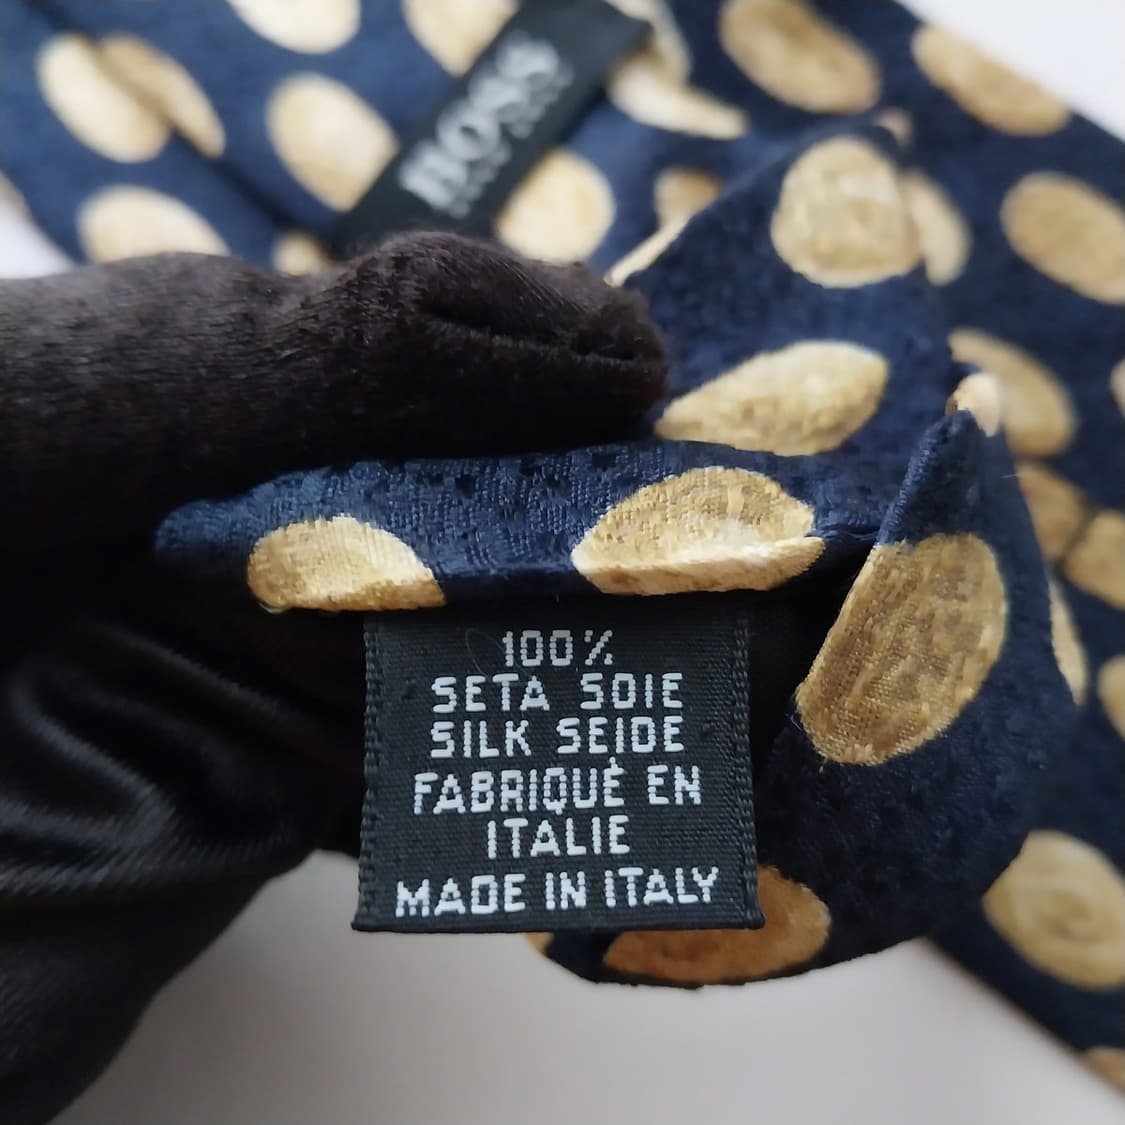 BOSS
100%
SETA SOIE
SILK SEIDE
FABRIQUÉ EN
ITALIE
MADE IN ITALY